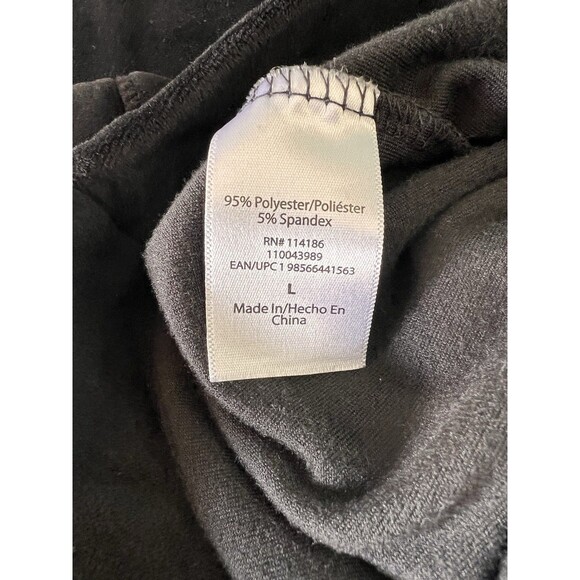 95% Polyester/Poliéster
5% Spandex
RN# 114186
110043989
EAN/UPC 1 98566441563
L
Made In/Hecho En
China